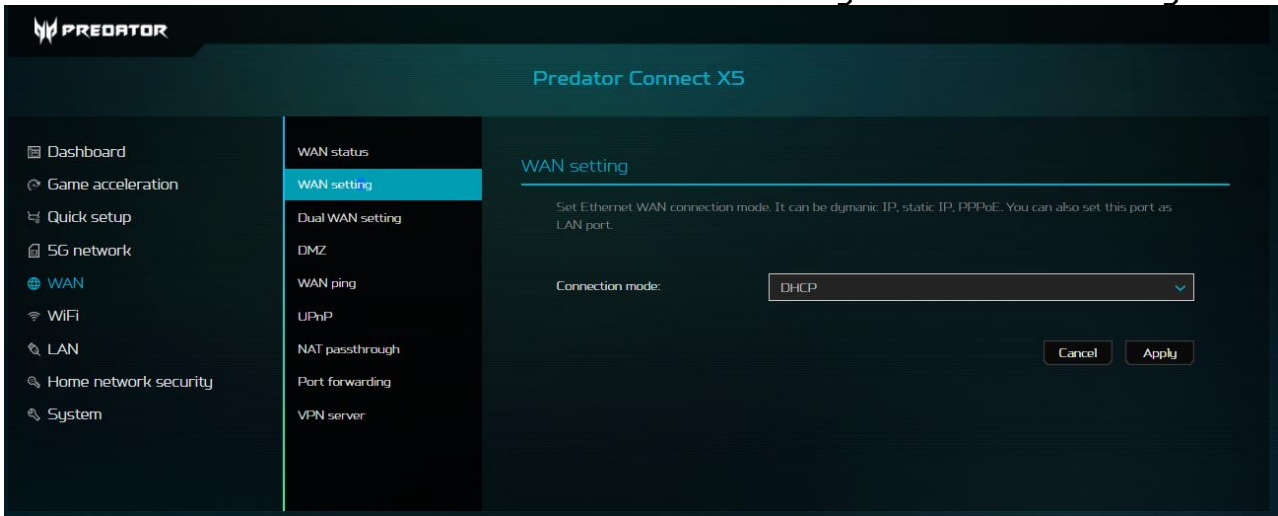 PREDATOR
Predator Connect X5
Dashboard
Game acceleration
Quick setup
5G network
WAN
WiFi
LAN
Home network security
System
WAN status
WAN setting
Dual WAN setting
DMZ
WAN ping
UPnP
NAT passthrough
Port forwarding
VPN server
WAN setting
Set Ethernet WAN connection mode. It can be dymanic IP, static IP, PPPoE. You can also set this port as
LAN port.
Connection mode:
DHCP
Cancel
Apply